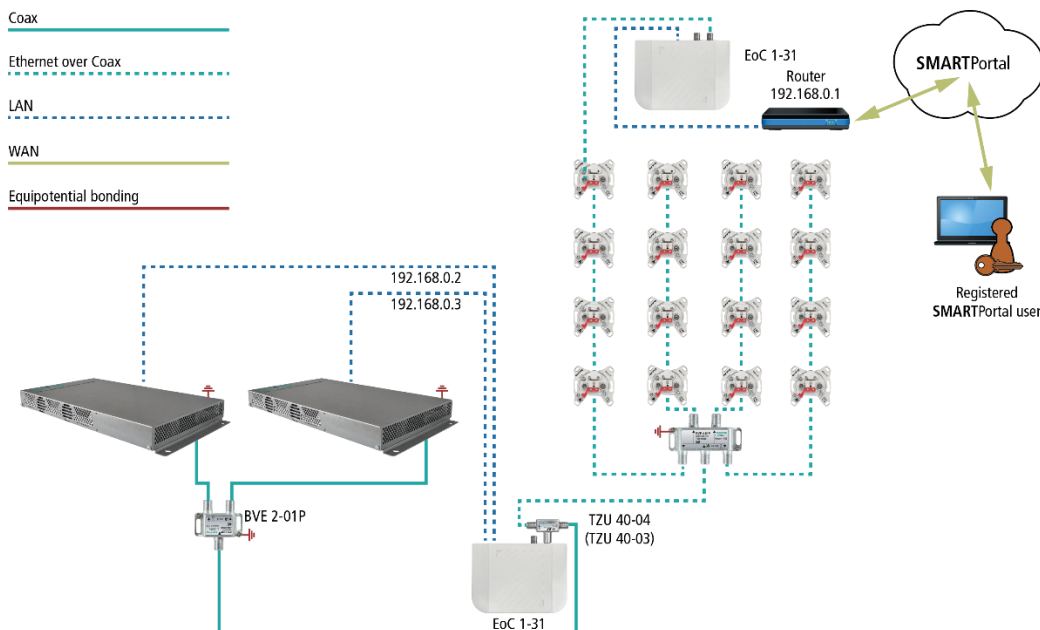 Coax
Ethernet over Coax
LAN
WAN
Equipotential bonding
EoC 1-31
Router
192.168.0.1
SMARTPortal
Registered
SMARTPortal user
192.168.0.2
192.168.0.3
BVE 2-01P
TZU 40-04
(TZU 40-03)
EoC 1-31